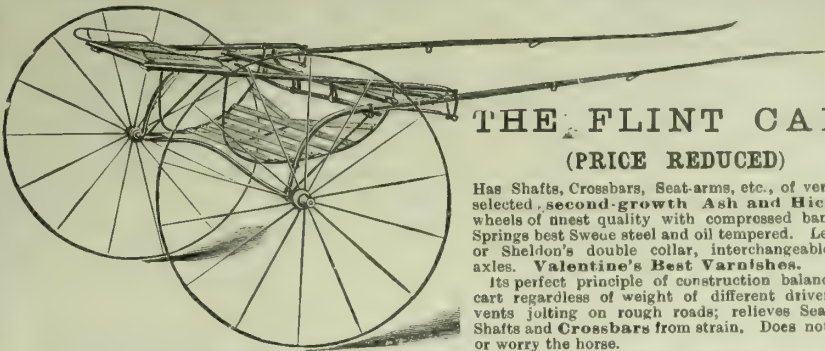 THE FLINT CA
(PRICE REDUCED)
Has Shafts, Crossbars, Seat-arms, etc., of ver
selected second-growth Ash and Hic
wheels of finest quality with compressed ban
Springs best Swede steel and oil tempered. Le
or Sheldon's double collar, interchangeable
axles. Valentine's Best Varnishes.
Its perfect principle of construction balanc
cart regardless of weight of different driver
vents jolting on rough roads; relieves Sea
Shafts and Crossbars from strain. Does not
or worry the horse.